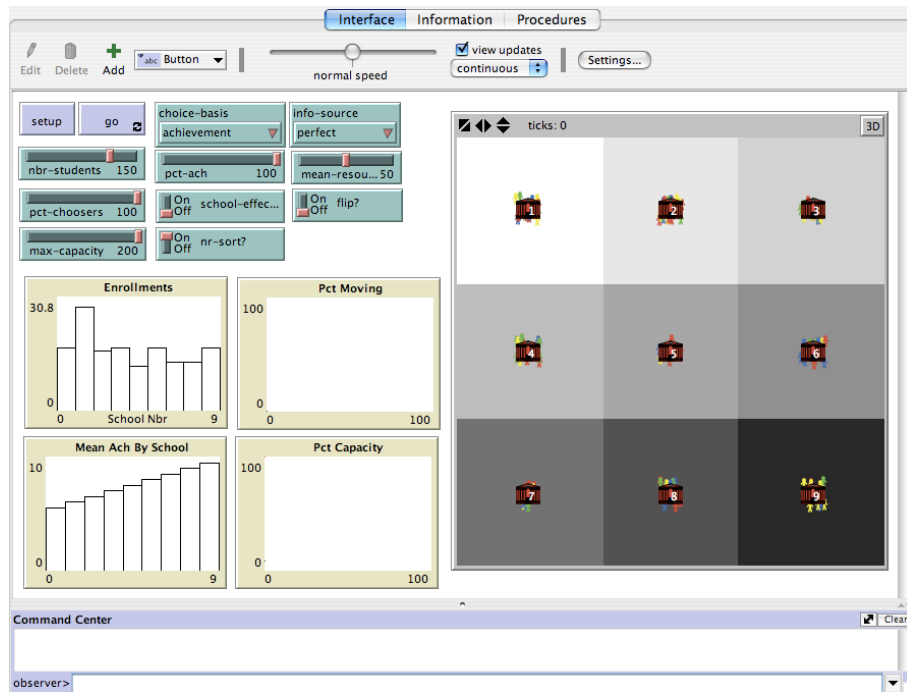 Interface Information Procedures
Edit Delete Add abc Button normal speed view updates continuous Settings...
setup go choice-basis achievement info-source perfect
nbr-students 150 pct-ach 100 mean-resou... 50
pct-choosers 100 On Off school-effec... On Off flip?
max-capacity 200 On Off nr-sort?
ticks: 0 3D
1 2 3
4 5 6
7 8 9
Enrollments
30.8
0
0 School Nbr 9
Pct Moving
100
0
0 100
Mean Ach By School
10
0
0 9
Pct Capacity
100
0
0 100
Command Center Clear
observer>